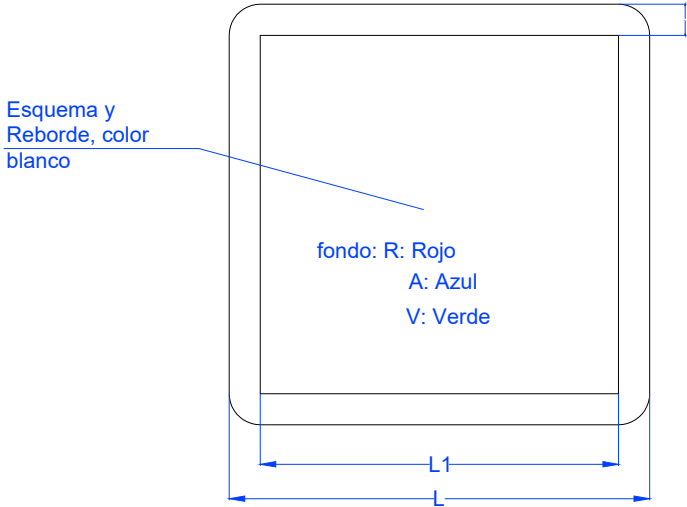 Esquema y
Reborde, color
blanco
fondo: R: Rojo
A: Azul
V: Verde
L1
L